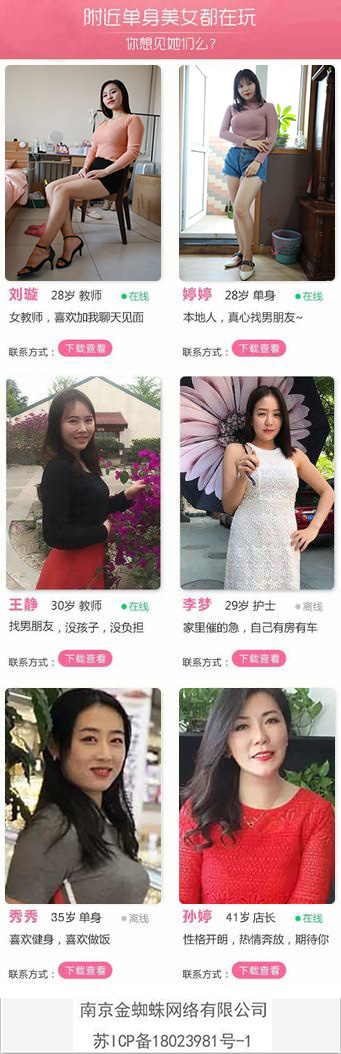 附近单身美女都在玩
你想见她们么?
刘璇 28岁 教师 在线
女教师，喜欢加我聊天见面
联系方式： 下载查看
婷婷 28岁 单身 在线
本地人，真心找男朋友~
联系方式： 下载查看
王静 30岁 教师 在线
找男朋友，没孩子，没负担
联系方式： 下载查看
李梦 29岁 护士 离线
家里催的急，自己有房有车
联系方式： 下载查看
秀秀 35岁 单身 离线
喜欢健身，喜欢做饭
联系方式： 下载查看
孙婷 41岁 店长 在线
性格开朗，热情奔放，期待你
联系方式： 下载查看
南京金蜘蛛网络有限公司
苏ICP备18023981号-1